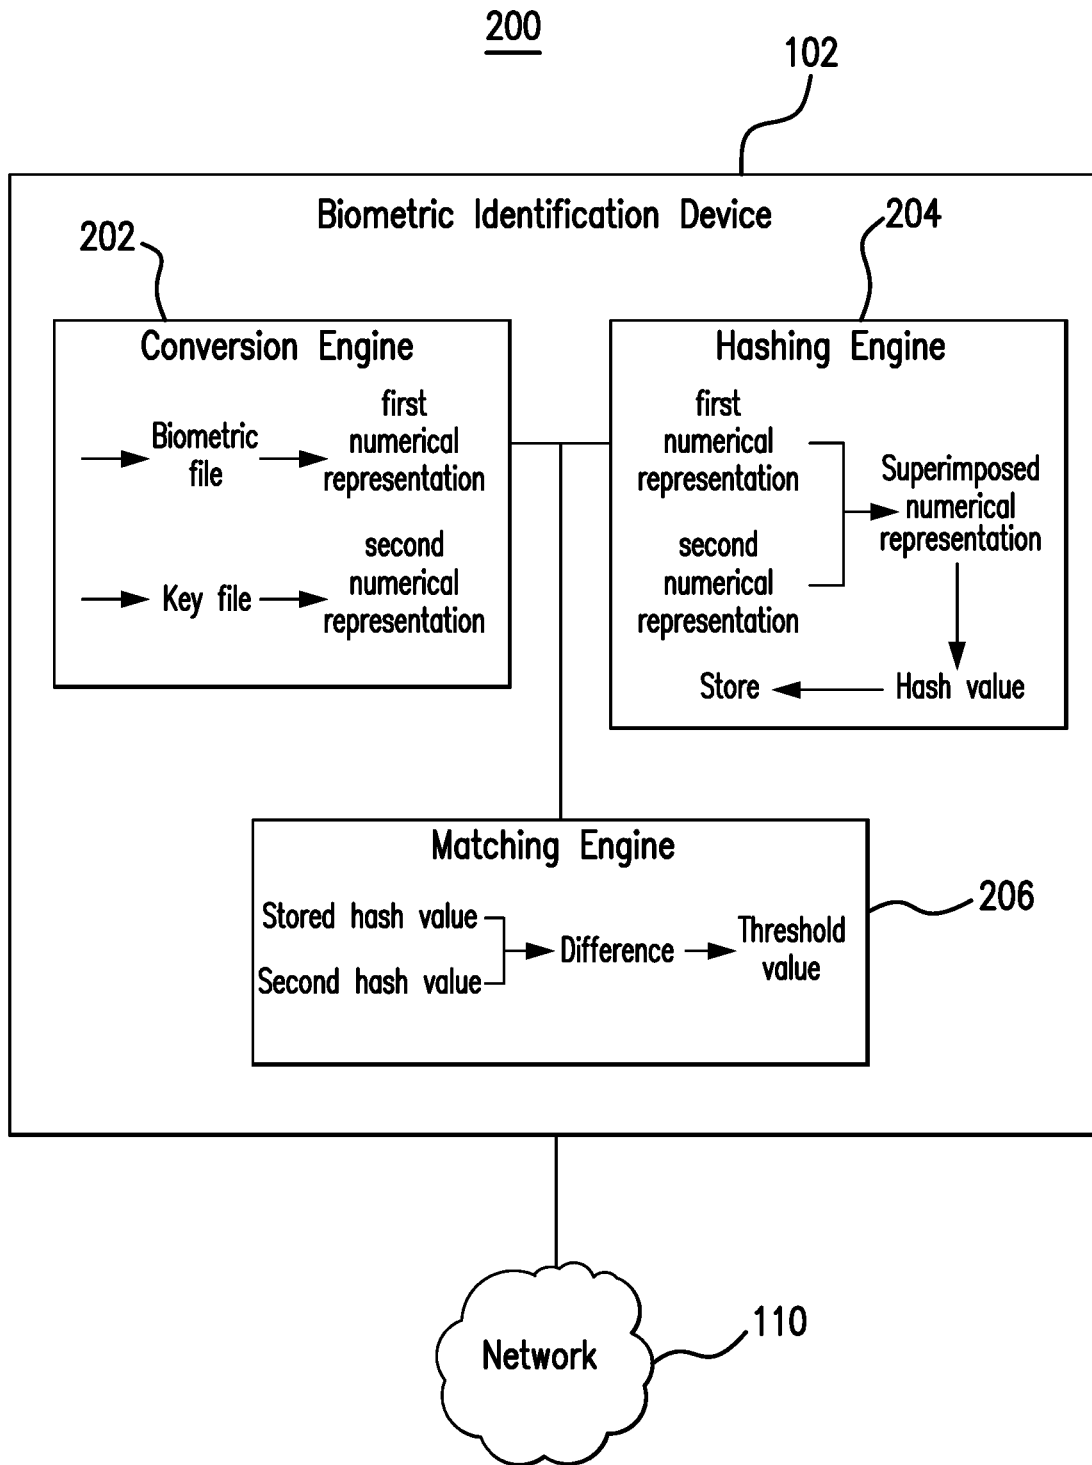 200
102
Biometric Identification Device
202
204
Conversion Engine
Biometric
file
first
numerical
representation
Key file
second
numerical
representation
Hashing Engine
first
numerical
representation
second
numerical
representation
Superimposed
numerical
representation
Store
Hash value
Matching Engine
Stored hash value
Second hash value
Difference
Threshold
value
206
Network
110